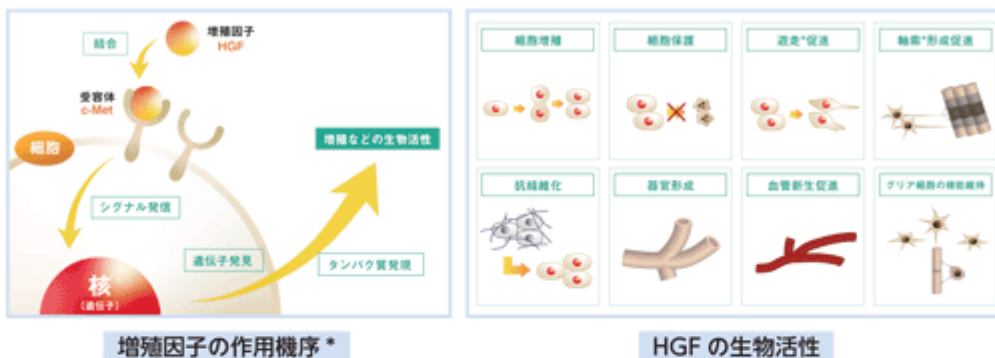 増殖因子
HGF
結合
受容体
c-Met
細胞
増殖などの生物活性
シグナル発信
遺伝子発見
タンパク質発現
核
(遺伝子)
増殖因子の作用機序*
細胞増殖
細胞保護
遊走*促進
軸索*形成促進
抗線維化
器官形成
血管新生促進
グリア細胞の機能維持
HGF の生物活性